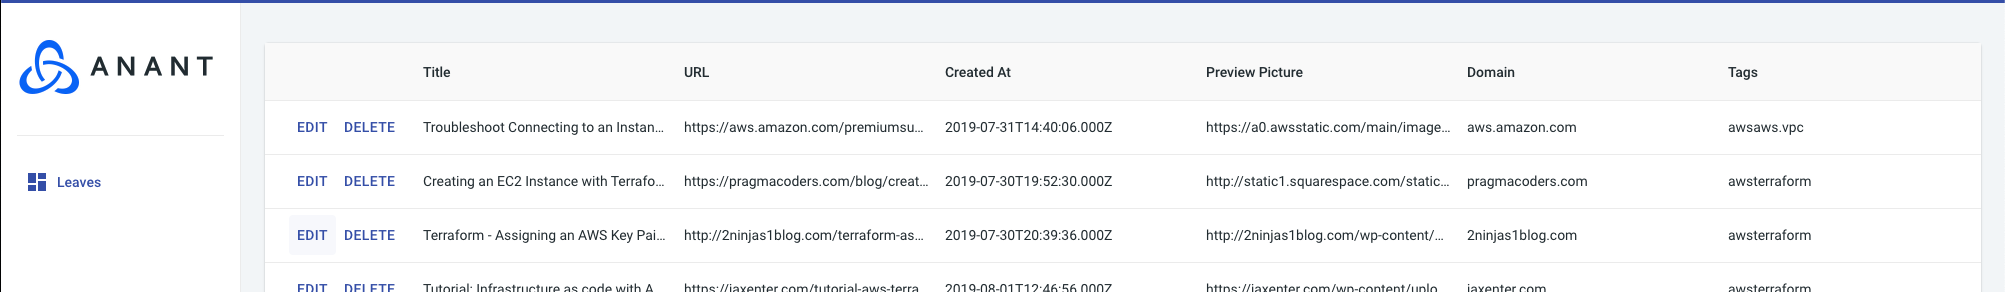 ANANT
Leaves
Title URL Created At Preview Picture Domain Tags
EDIT DELETE Troubleshoot Connecting to an Instan... https://aws.amazon.com/premiumsu... 2019-07-31T14:40:06.000Z https://a0.awsstatic.com/main/image... aws.amazon.com awsaws.vpc
EDIT DELETE Creating an EC2 Instance with Terrafo... https://pragmacoders.com/blog/creat... 2019-07-30T19:52:30.000Z http://static1.squarespace.com/static... pragmacoders.com awsterraform
EDIT DELETE Terraform - Assigning an AWS Key Pai... http://2ninjas1blog.com/terraform-as... 2019-07-30T20:39:36.000Z http://2ninjas1blog.com/wp-content/... 2ninjas1blog.com awsterraform
EDIT DELETE Tutorial: Infrastructure as code with A... https://jaxenter.com/tutorial-aws-terra... 2019-08-01T12:46:56.000Z https://jaxenter.com/wp-content/uplo... jaxenter.com awsterraform